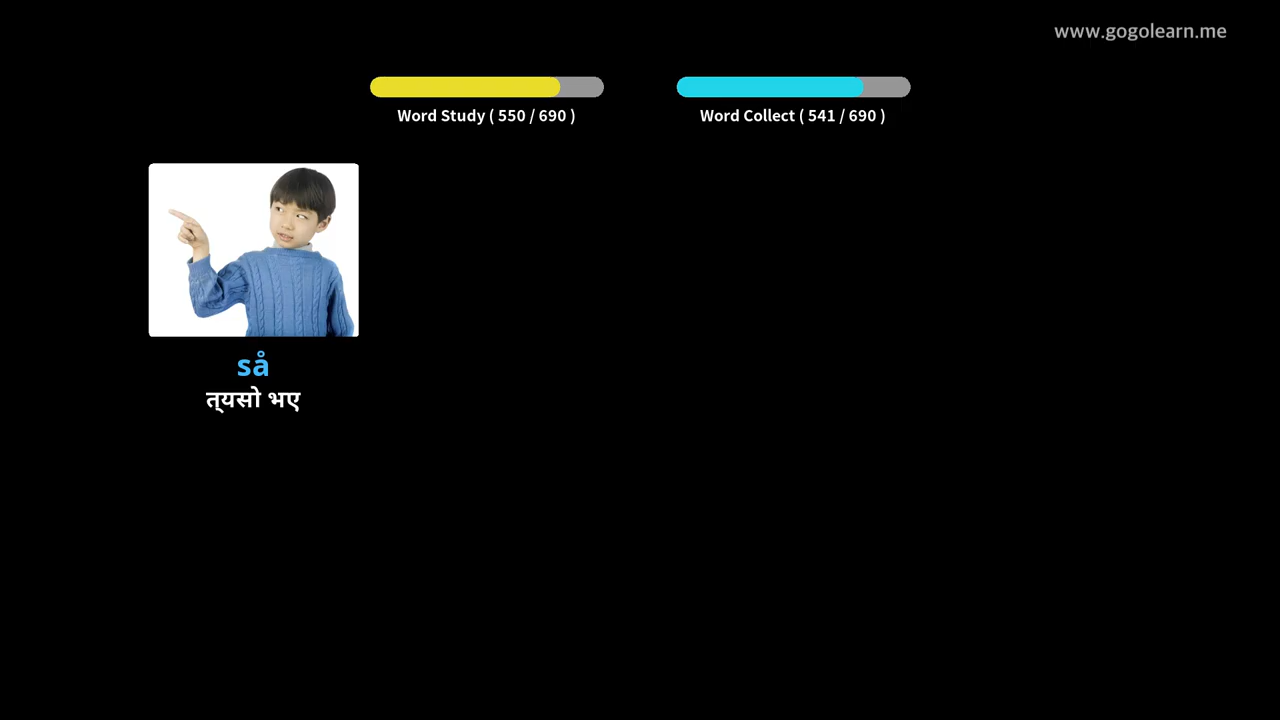 www.gogolearn.me
Word Study ( 550 / 690 )
Word Collect ( 541 / 690 )
så
त्यसो भए